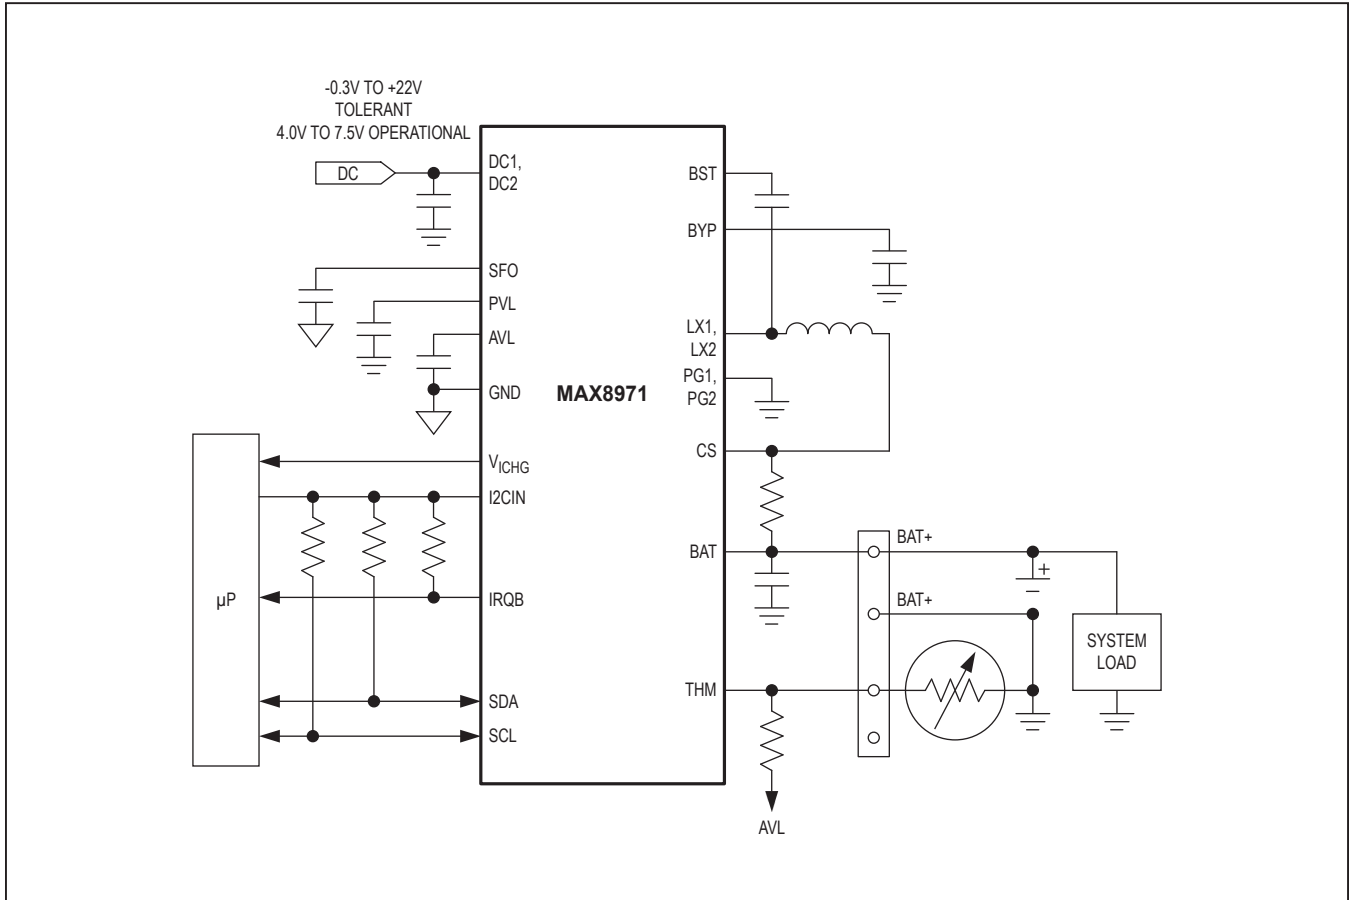 -0.3V TO +22V
TOLERANT
4.0V TO 7.5V OPERATIONAL
DC
DC1,
DC2
SFO
PVL
AVL
GND
VICHG
I2CIN
IRQB
SDA
SCL
µP
MAX8971
BST
BYP
LX1,
LX2
PG1,
PG2
CS
BAT
THM
AVL
BAT+
+
BAT+
SYSTEM
LOAD